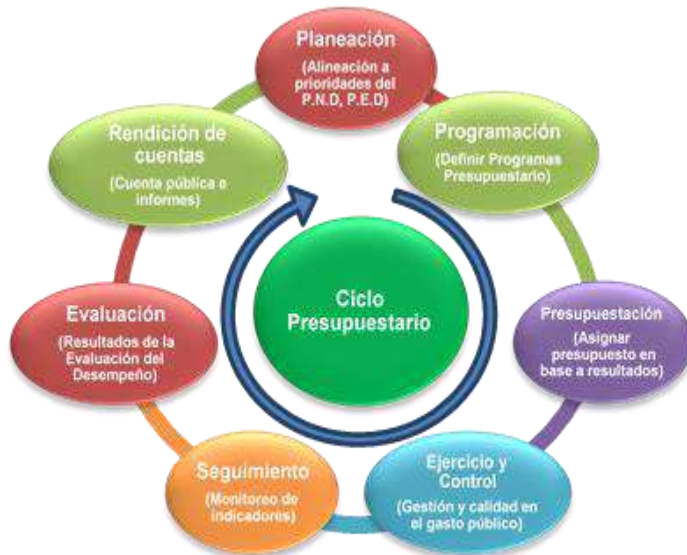 Planeación
(Alineación a
prioridades del
P.N.D, P.E.D)
Programación
(Definir Programas
Presupuestario)
Presupuestación
(Asignar
presupuesto en
base a resultados)
Ejercicio y
Control
(Gestión y calidad en
el gasto público)
Seguimiento
(Monitoreo de
indicadores)
Evaluación
(Resultados de la
Evaluación del
Desempeño)
Rendición de
cuentas
(Cuenta pública e
informes)
Ciclo
Presupuestario